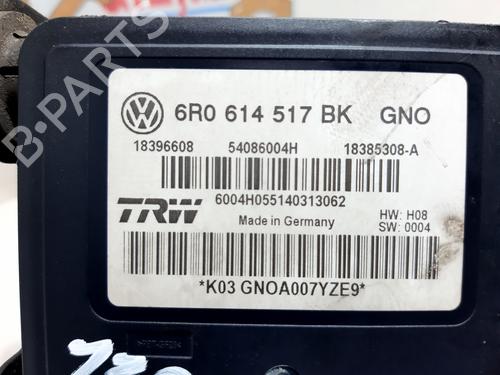 B-PARTS
6R0 614 517 BK GNO
18396608 54086004H 18385308-A
TRW
6004H055140313062
Made in Germany
HW: H08
SW: 0004
*K03 GNOA007YZE9*